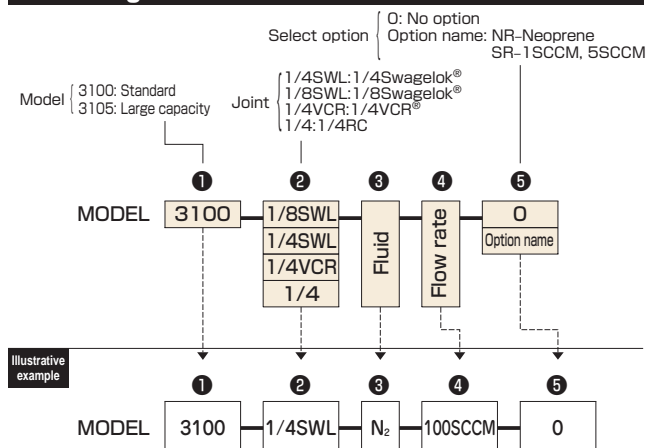 0: No option
Select option
Option name: NR-Neoprene
SR-1SCCM, 5SCCM
1/4SWL:1/4Swagelok®
1/8SWL:1/8Swagelok®
1/4VCR:1/4VCR®
1/4:1/4RC
Model
3100: Standard
3105: Large capacity
Joint
❶ ❷ ❸ ❹ ❺
MODEL 3100 1/8SWL Fluid Flow rate 0
1/4SWL Option name
1/4VCR
1/4
Illustrative
example
❶ ❷ ❸ ❹ ❺
MODEL 3100 1/4SWL N₂ 100SCCM 0